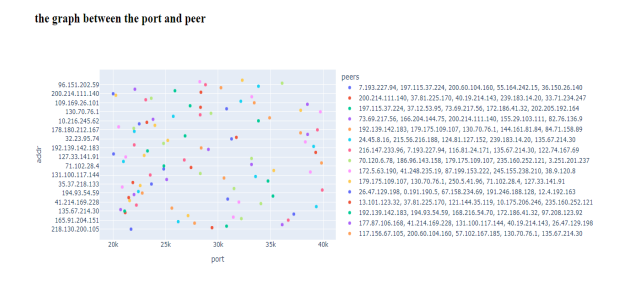 the graph between the port and peer
peers
96.151.202.59
200.214.111.140
109.169.26.101
130.70.76.1
10.216.245.62
178.180.212.167
32.23.95.74
192.139.142.183
127.33.141.91
71.102.28.4
131.100.117.144
35.37.218.133
194.93.54.59
41.214.169.228
135.67.214.30
165.91.204.151
218.130.200.105
addr
20k 25k 30k 35k 40k
port
7.193.227.94, 197.115.37.224, 200.60.104.160, 55.164.242.15, 36.150.26.140
200.214.111.140, 37.81.225.170, 40.19.214.143, 239.183.14.20, 33.71.234.247
197.115.37.224, 37.12.53.95, 73.69.217.56, 172.186.41.32, 202.205.192.164
73.69.217.56, 166.204.144.75, 200.214.111.140, 155.29.103.111, 82.76.136.9
192.139.142.183, 179.175.109.107, 130.70.76.1, 144.161.81.84, 84.71.158.89
24.45.8.16, 215.56.216.188, 124.81.127.152, 239.183.14.20, 135.67.214.30
216.147.233.96, 7.193.227.94, 116.81.24.171, 135.67.214.30, 122.74.167.69
70.120.6.78, 186.96.143.158, 179.175.109.107, 235.160.252.121, 3.251.201.237
172.5.63.190, 41.248.235.19, 87.199.153.222, 245.155.238.210, 38.9.120.8
179.175.109.107, 130.70.76.1, 250.5.41.96, 71.102.28.4, 127.33.141.91
26.47.129.198, 0.191.190.5, 67.158.234.69, 191.246.188.128, 12.4.192.163
13.101.123.32, 37.81.225.170, 121.144.35.119, 10.175.206.246, 235.160.252.121
192.139.142.183, 194.93.54.59, 168.216.54.70, 172.186.41.32, 97.208.123.92
177.87.106.168, 41.214.169.228, 131.100.117.144, 40.19.214.143, 26.47.129.198
117.156.67.105, 200.60.104.160, 57.102.167.185, 130.70.76.1, 135.67.214.30